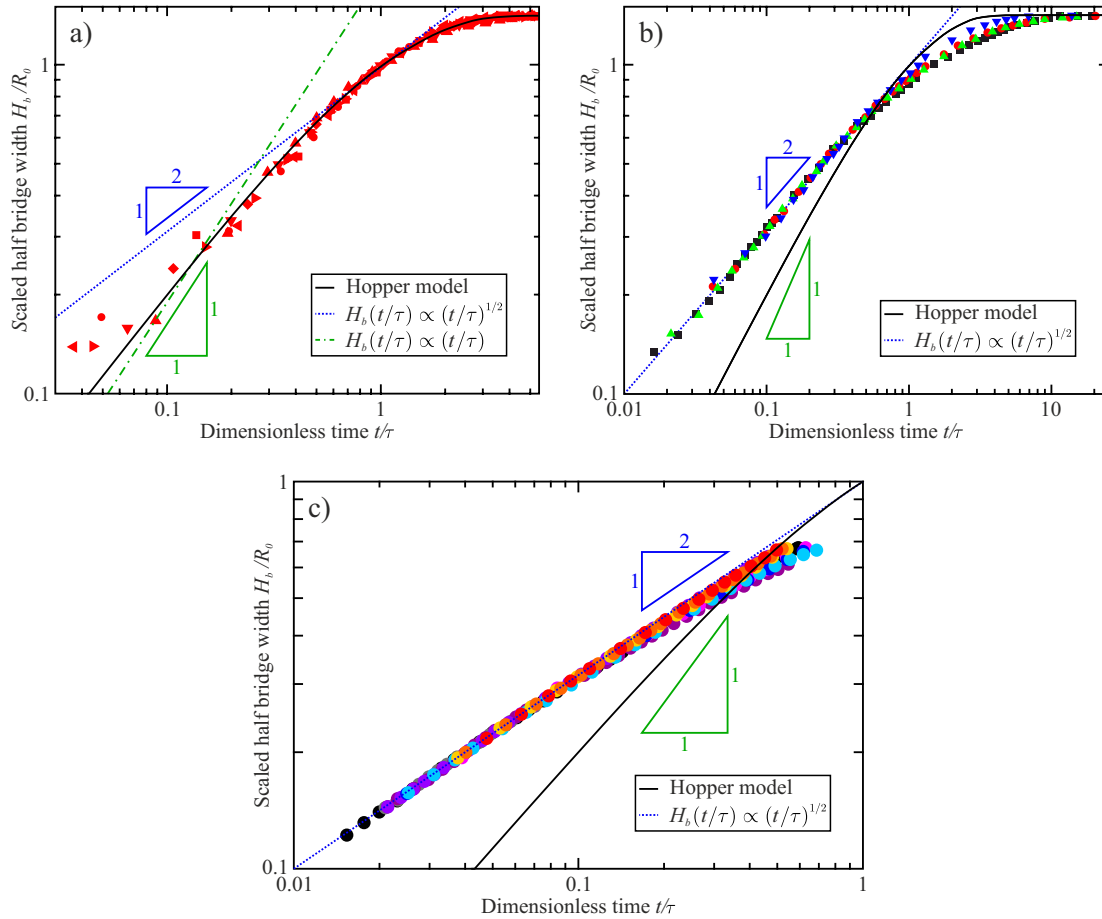 a)
Scaled half bridge width H_b/R_0
1
0.1
2
1
1
1
Hopper model
H_b(t/τ) ∝ (t/τ)^{1/2}
H_b(t/τ) ∝ (t/τ)
0.1
1
Dimensionless time t/τ
b)
Scaled half bridge width H_b/R_0
1
0.1
2
1
1
1
Hopper model
H_b(t/τ) ∝ (t/τ)^{1/2}
0.01
0.1
1
10
Dimensionless time t/τ
c)
Scaled half bridge width H_b/R_0
1
0.1
2
1
1
1
Hopper model
H_b(t/τ) ∝ (t/τ)^{1/2}
0.01
0.1
1
Dimensionless time t/τ